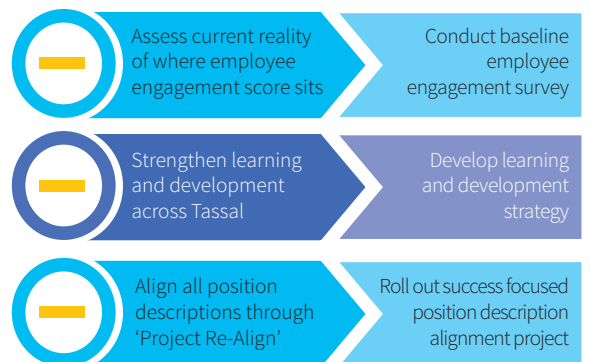 Assess current reality
of where employee
engagement score sits
Conduct baseline
employee
engagement survey
Strengthen learning
and development
across Tassal
Develop learning
and development
strategy
Align all position
descriptions through
‘Project Re-Align’
Roll out success focused
position description
alignment project